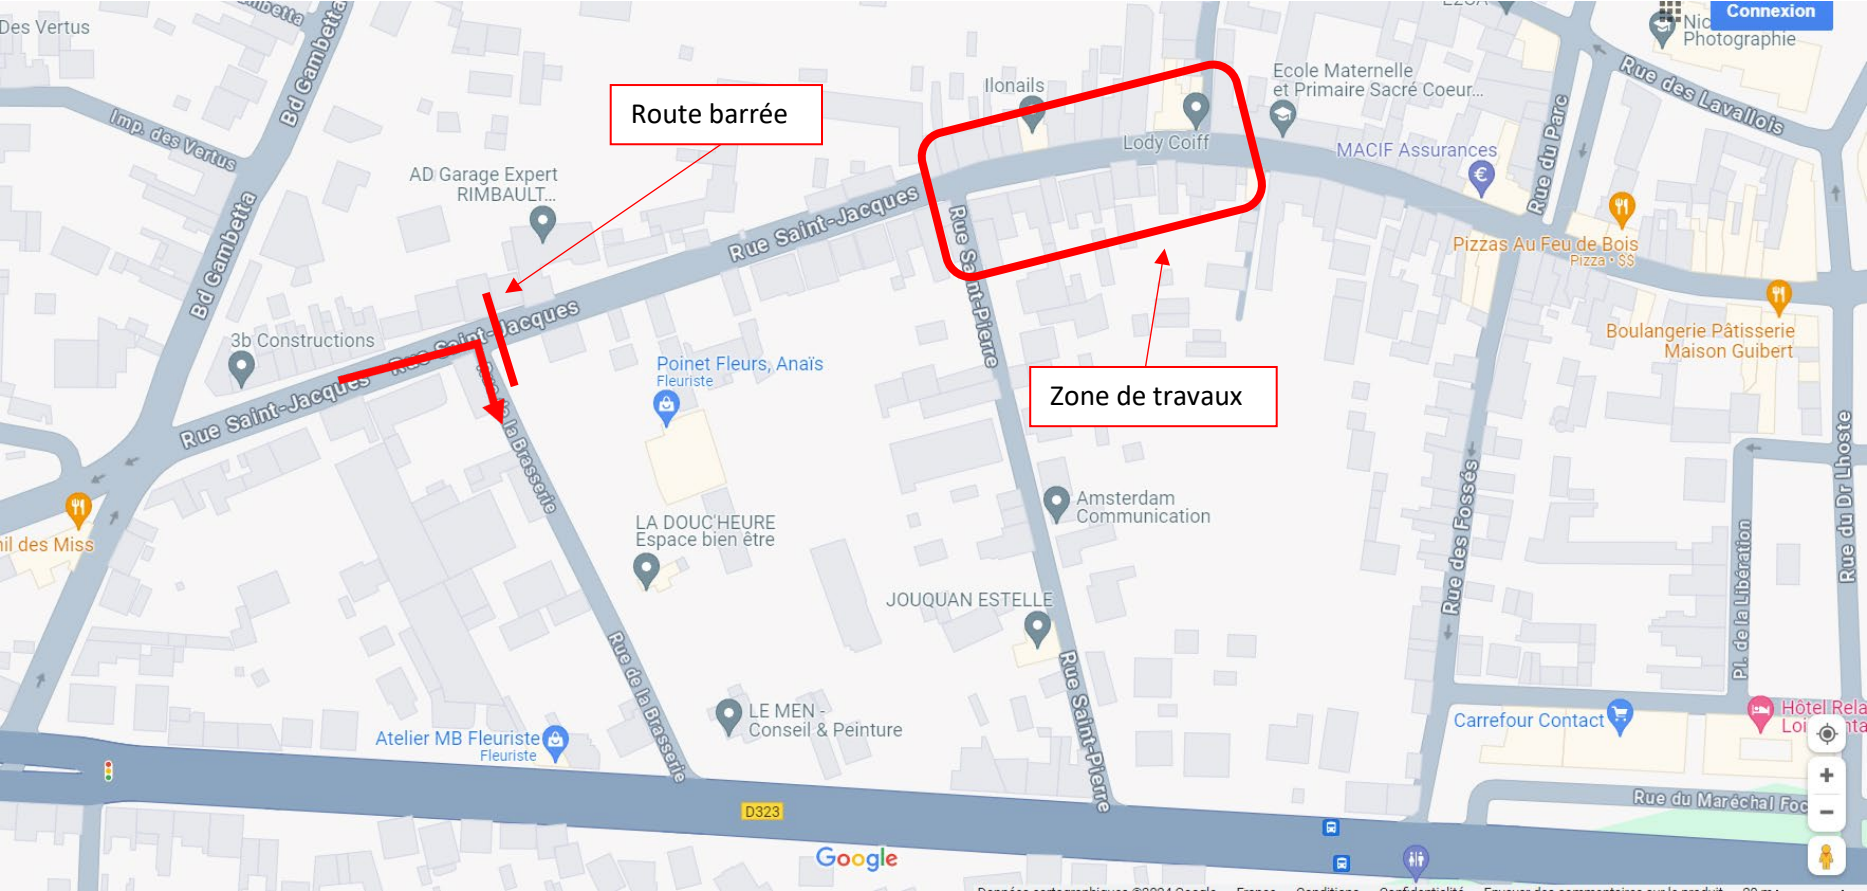 Des Vertus
Bd Gambetta
Imp. des Vertus
Bd Gambetta
Route barrée
AD Garage Expert
RIMBAULT...
Ilonails
Lody Coiff
Ecole Maternelle
et Primaire Sacré Coeur...
MACIF Assurances
Connexion
Photographie
Rue des Lavallois
Rue du Parc
Pizzas Au Feu de Bois
Pizza • $$
Boulangerie Pâtisserie
Maison Guibert
Rue Saint-Jacques
Rue Saint-Jacques
Rue Saint-Jacques
3b Constructions
Poinet Fleurs, Anaïs
Fleuriste
Rue Saint-Pierre
Zone de travaux
Amsterdam
Communication
la Brasserie
LA DOUC'HEURE
Espace bien être
JOUQUAN ESTELLE
Rue des Fossés
Pl. de la Libération
Rue du Dr Lhoste
des Miss
Rue de la Brasserie
Rue Saint-Pierre
LE MEN -
Conseil & Peinture
Atelier MB Fleuriste
Fleuriste
Carrefour Contact
Hôtel Rela
D323
Rue du Maréchal Foc
Google